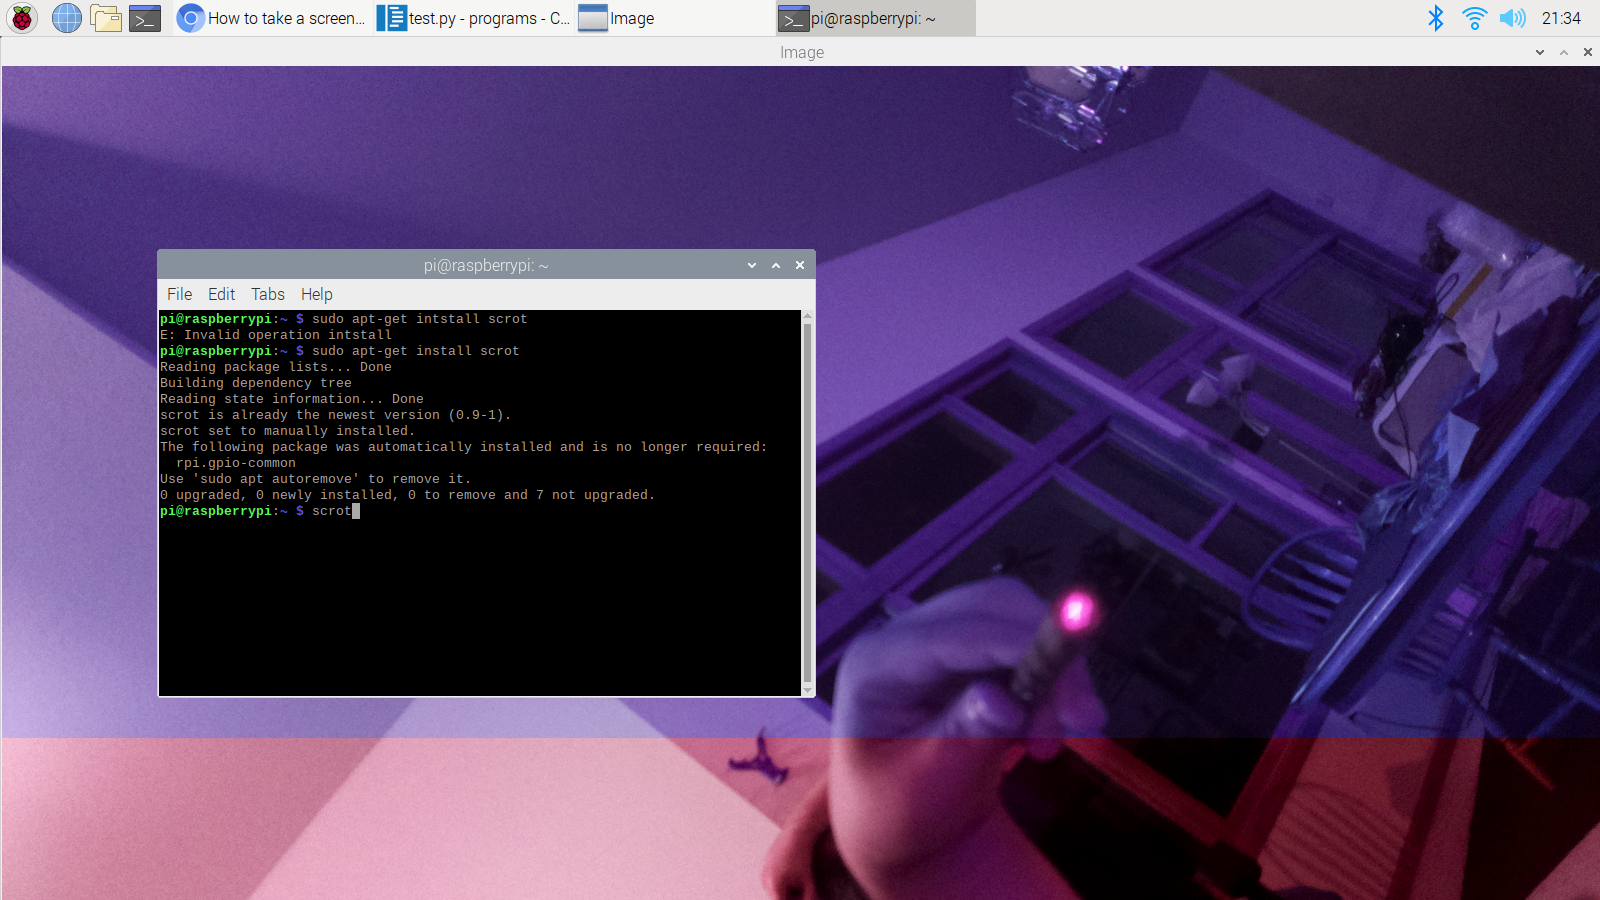 How to take a screen...
test.py - programs - C...
Image
pi@raspberrypi: ~
21:34
Image
pi@raspberrypi: ~
File Edit Tabs Help
pi@raspberrypi:~ $ sudo apt-get intstall scrot
E: Invalid operation intstall
pi@raspberrypi:~ $ sudo apt-get install scrot
Reading package lists... Done
Building dependency tree
Reading state information... Done
scrot is already the newest version (0.9-1).
scrot set to manually installed.
The following package was automatically installed and is no longer required:
  rpi.gpio-common
Use 'sudo apt autoremove' to remove it.
0 upgraded, 0 newly installed, 0 to remove and 7 not upgraded.
pi@raspberrypi:~ $ scrot